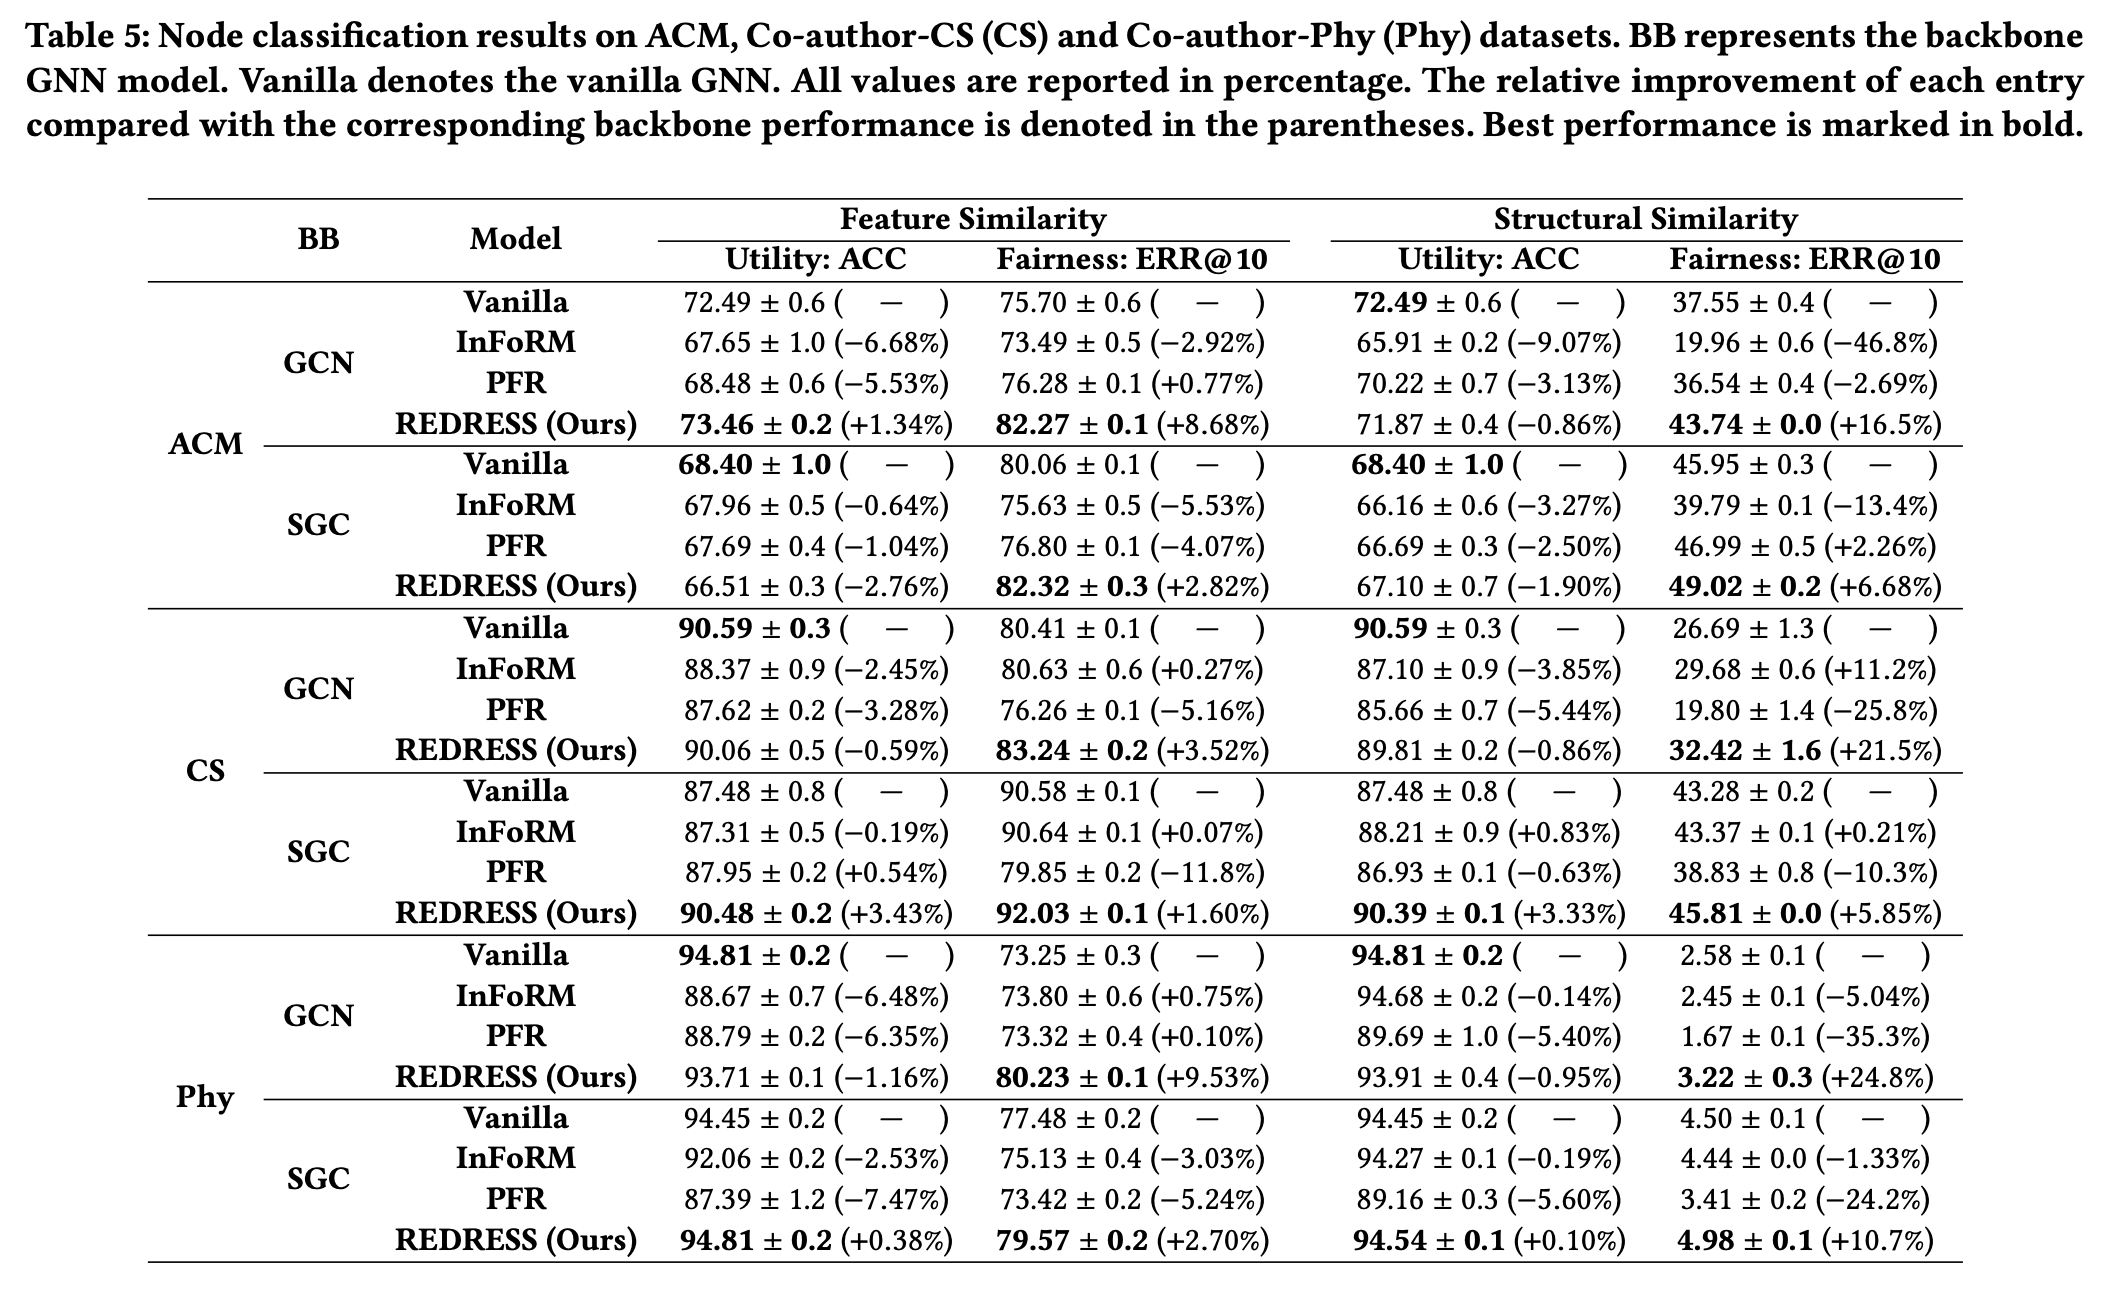 Table 5: Node classification results on ACM, Co-author-CS (CS) and Co-author-Phy (Phy) datasets. BB represents the backbone
GNN model. Vanilla denotes the vanilla GNN. All values are reported in percentage. The relative improvement of each entry
compared with the corresponding backbone performance is denoted in the parentheses. Best performance is marked in bold.
BB Model Feature Similarity Structural Similarity
Utility: ACC Fairness: ERR@10 Utility: ACC Fairness: ERR@10
ACM
GCN
Vanilla 72.49 ± 0.6 ( — ) 75.70 ± 0.6 ( — ) 72.49 ± 0.6 ( — ) 37.55 ± 0.4 ( — )
InFoRM 67.65 ± 1.0 (−6.68%) 73.49 ± 0.5 (−2.92%) 65.91 ± 0.2 (−9.07%) 19.96 ± 0.6 (−46.8%)
PFR 68.48 ± 0.6 (−5.53%) 76.28 ± 0.1 (+0.77%) 70.22 ± 0.7 (−3.13%) 36.54 ± 0.4 (−2.69%)
REDRESS (Ours) 73.46 ± 0.2 (+1.34%) 82.27 ± 0.1 (+8.68%) 71.87 ± 0.4 (−0.86%) 43.74 ± 0.0 (+16.5%)
SGC
Vanilla 68.40 ± 1.0 ( — ) 80.06 ± 0.1 ( — ) 68.40 ± 1.0 ( — ) 45.95 ± 0.3 ( — )
InFoRM 67.96 ± 0.5 (−0.64%) 75.63 ± 0.5 (−5.53%) 66.16 ± 0.6 (−3.27%) 39.79 ± 0.1 (−13.4%)
PFR 67.69 ± 0.4 (−1.04%) 76.80 ± 0.1 (−4.07%) 66.69 ± 0.3 (−2.50%) 46.99 ± 0.5 (+2.26%)
REDRESS (Ours) 66.51 ± 0.3 (−2.76%) 82.32 ± 0.3 (+2.82%) 67.10 ± 0.7 (−1.90%) 49.02 ± 0.2 (+6.68%)
CS
GCN
Vanilla 90.59 ± 0.3 ( — ) 80.41 ± 0.1 ( — ) 90.59 ± 0.3 ( — ) 26.69 ± 1.3 ( — )
InFoRM 88.37 ± 0.9 (−2.45%) 80.63 ± 0.6 (+0.27%) 87.10 ± 0.9 (−3.85%) 29.68 ± 0.6 (+11.2%)
PFR 87.62 ± 0.2 (−3.28%) 76.26 ± 0.1 (−5.16%) 85.66 ± 0.7 (−5.44%) 19.80 ± 1.4 (−25.8%)
REDRESS (Ours) 90.06 ± 0.5 (−0.59%) 83.24 ± 0.2 (+3.52%) 89.81 ± 0.2 (−0.86%) 32.42 ± 1.6 (+21.5%)
SGC
Vanilla 87.48 ± 0.8 ( — ) 90.58 ± 0.1 ( — ) 87.48 ± 0.8 ( — ) 43.28 ± 0.2 ( — )
InFoRM 87.31 ± 0.5 (−0.19%) 90.64 ± 0.1 (+0.07%) 88.21 ± 0.9 (+0.83%) 43.37 ± 0.1 (+0.21%)
PFR 87.95 ± 0.2 (+0.54%) 79.85 ± 0.2 (−11.8%) 86.93 ± 0.1 (−0.63%) 38.83 ± 0.8 (−10.3%)
REDRESS (Ours) 90.48 ± 0.2 (+3.43%) 92.03 ± 0.1 (+1.60%) 90.39 ± 0.1 (+3.33%) 45.81 ± 0.0 (+5.85%)
Phy
GCN
Vanilla 94.81 ± 0.2 ( — ) 73.25 ± 0.3 ( — ) 94.81 ± 0.2 ( — ) 2.58 ± 0.1 ( — )
InFoRM 88.67 ± 0.7 (−6.48%) 73.80 ± 0.6 (+0.75%) 94.68 ± 0.2 (−0.14%) 2.45 ± 0.1 (−5.04%)
PFR 88.79 ± 0.2 (−6.35%) 73.32 ± 0.4 (+0.10%) 89.69 ± 1.0 (−5.40%) 1.67 ± 0.1 (−35.3%)
REDRESS (Ours) 93.71 ± 0.1 (−1.16%) 80.23 ± 0.1 (+9.53%) 93.91 ± 0.4 (−0.95%) 3.22 ± 0.3 (+24.8%)
SGC
Vanilla 94.45 ± 0.2 ( — ) 77.48 ± 0.2 ( — ) 94.45 ± 0.2 ( — ) 4.50 ± 0.1 ( — )
InFoRM 92.06 ± 0.2 (−2.53%) 75.13 ± 0.4 (−3.03%) 94.27 ± 0.1 (−0.19%) 4.44 ± 0.0 (−1.33%)
PFR 87.39 ± 1.2 (−7.47%) 73.42 ± 0.2 (−5.24%) 89.16 ± 0.3 (−5.60%) 3.41 ± 0.2 (−24.2%)
REDRESS (Ours) 94.81 ± 0.2 (+0.38%) 79.57 ± 0.2 (+2.70%) 94.54 ± 0.1 (+0.10%) 4.98 ± 0.1 (+10.7%)